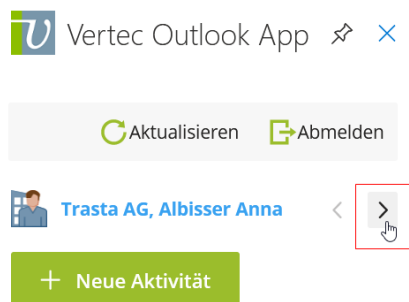 Vertec Outlook App
Aktualisieren Abmelden
Trasta AG, Albisser Anna
Neue Aktivität